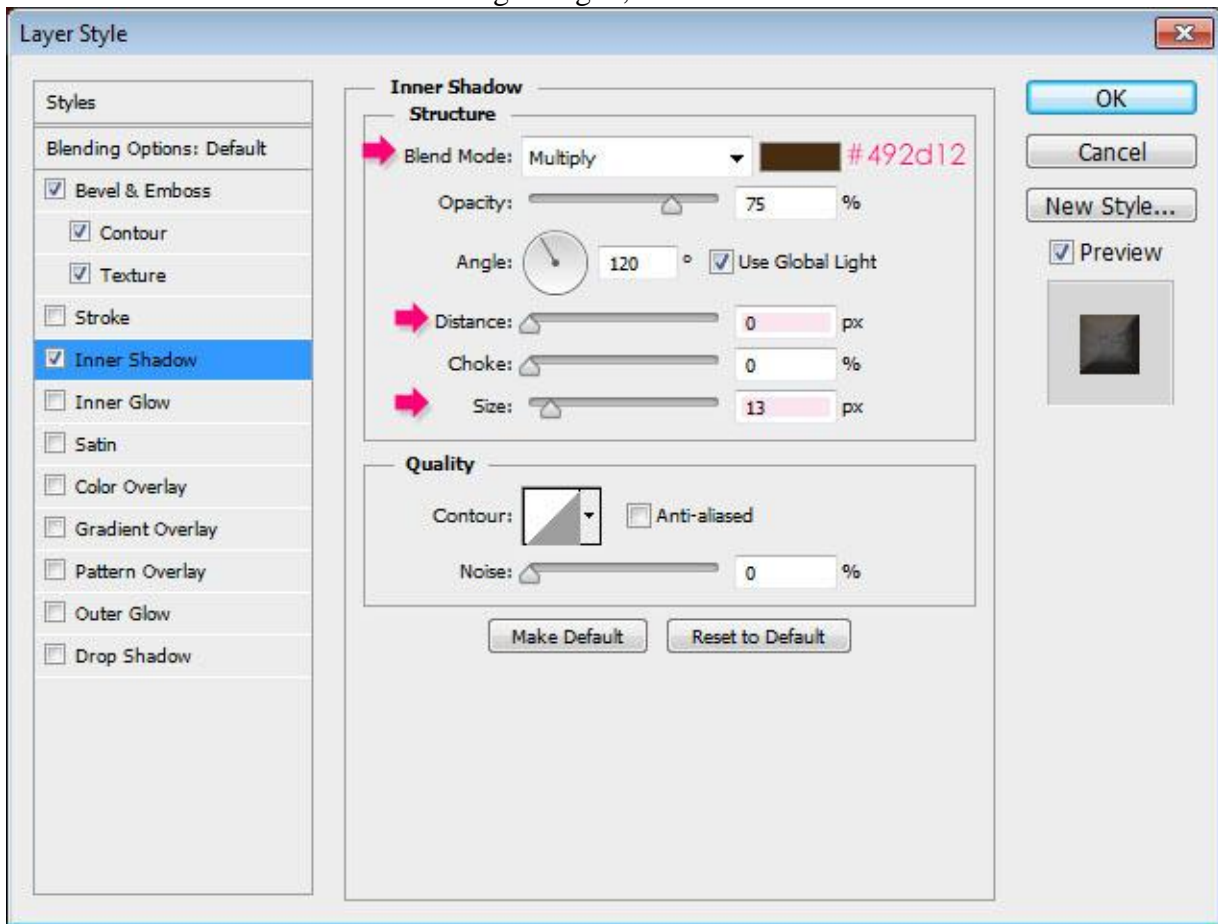 Layer Style
Styles
Blending Options: Default
Bevel & Emboss
Contour
Texture
Stroke
Inner Shadow
Inner Glow
Satin
Color Overlay
Gradient Overlay
Pattern Overlay
Outer Glow
Drop Shadow
Inner Shadow
Structure
Blend Mode: Multiply #492d12
Opacity: 75 %
Angle: 120 ° Use Global Light
Distance: 0 px
Choke: 0 %
Size: 13 px
Quality
Contour: Anti-aliased
Noise: 0 %
Make Default Reset to Default
OK
Cancel
New Style...
Preview